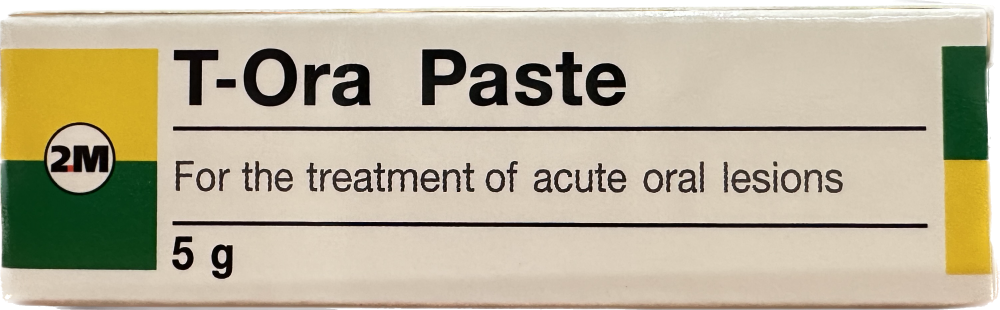 T-Ora Paste
2M
For the treatment of acute oral lesions
5 g